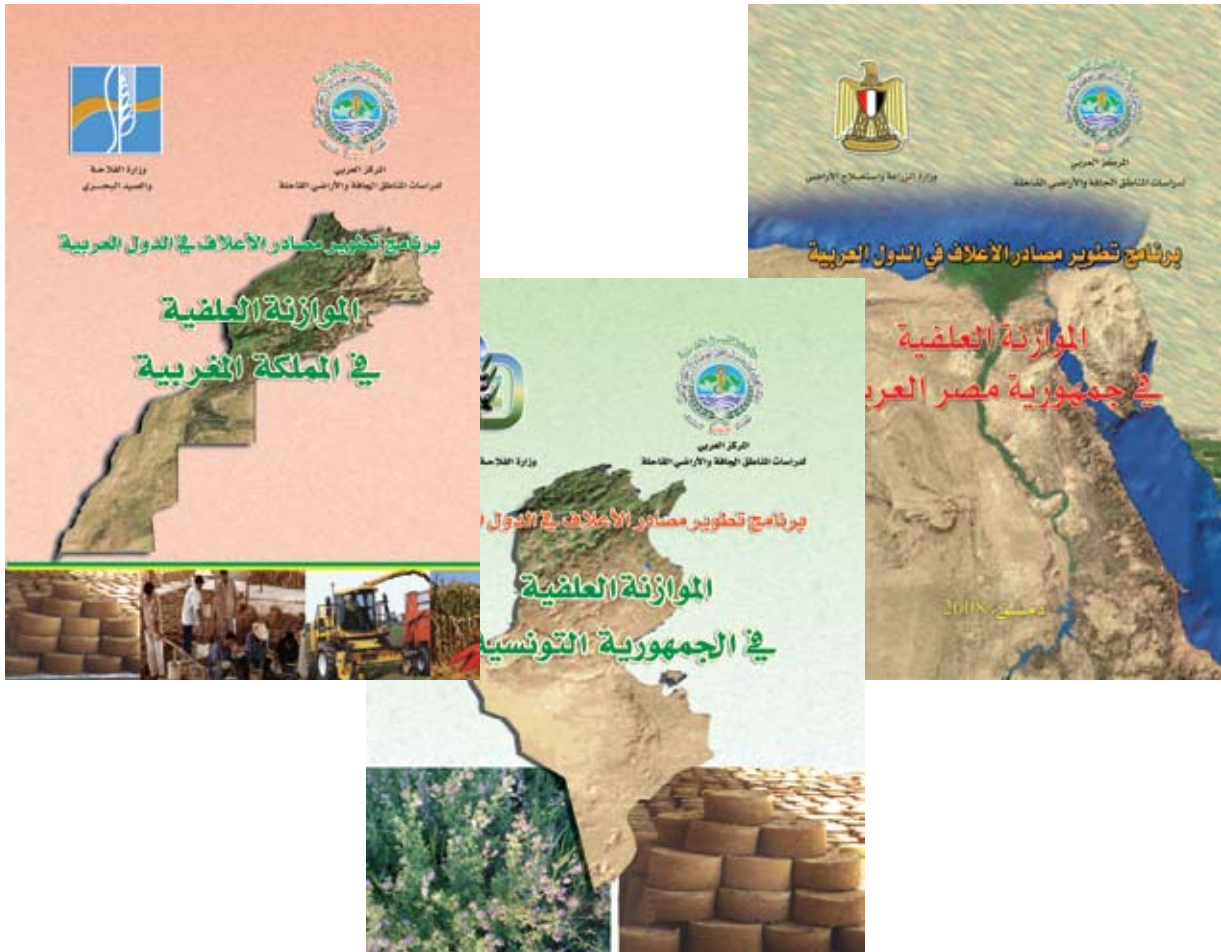 وزارة الفلاحة
والصيد البحري
المركز العربي
لدراسات المناطق الجافة والأراضي القاحلة
برنامج تطوير مصادر الأعلاف في الدول العربية
الموازنة العلفية
في المملكة المغربية
وزارة الزراعة واستصلاح الأراضي
المركز العربي
لدراسات المناطق الجافة والأراضي القاحلة
برنامج تطوير مصادر الأعلاف في الدول العربية
الموازنة العلفية
في جمهورية مصر العرب
دمشق، 2008
وزارة الفلاحة
المركز العربي
لدراسات المناطق الجافة والأراضي القاحلة
برنامج تطوير مصادر الأعلاف في الدول
الموازنة العلفية
في الجمهورية التونسية